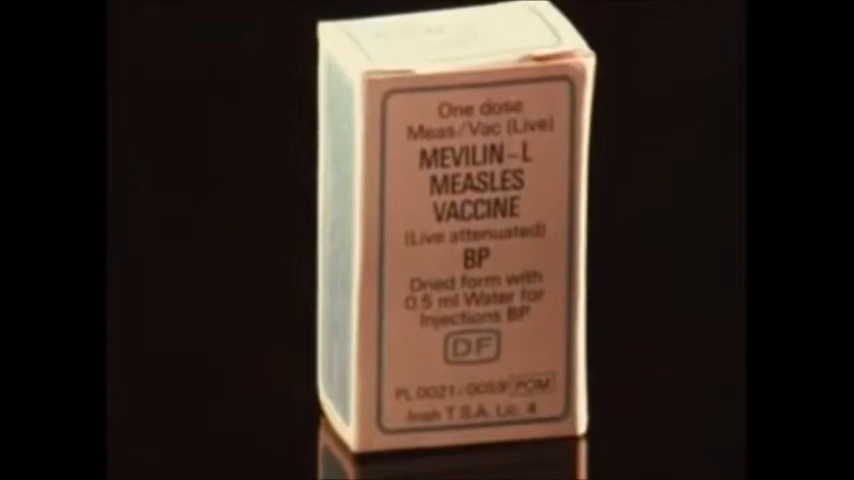 One dose
Meas/Vac (Live)
MEVILIN-L
MEASLES
VACCINE
(Live attenuated)
BP
Dried form with
0.5 ml Water for
Injections BP
DF
PL 0021/0059 POM
Irish T.S.A. Lic. 4